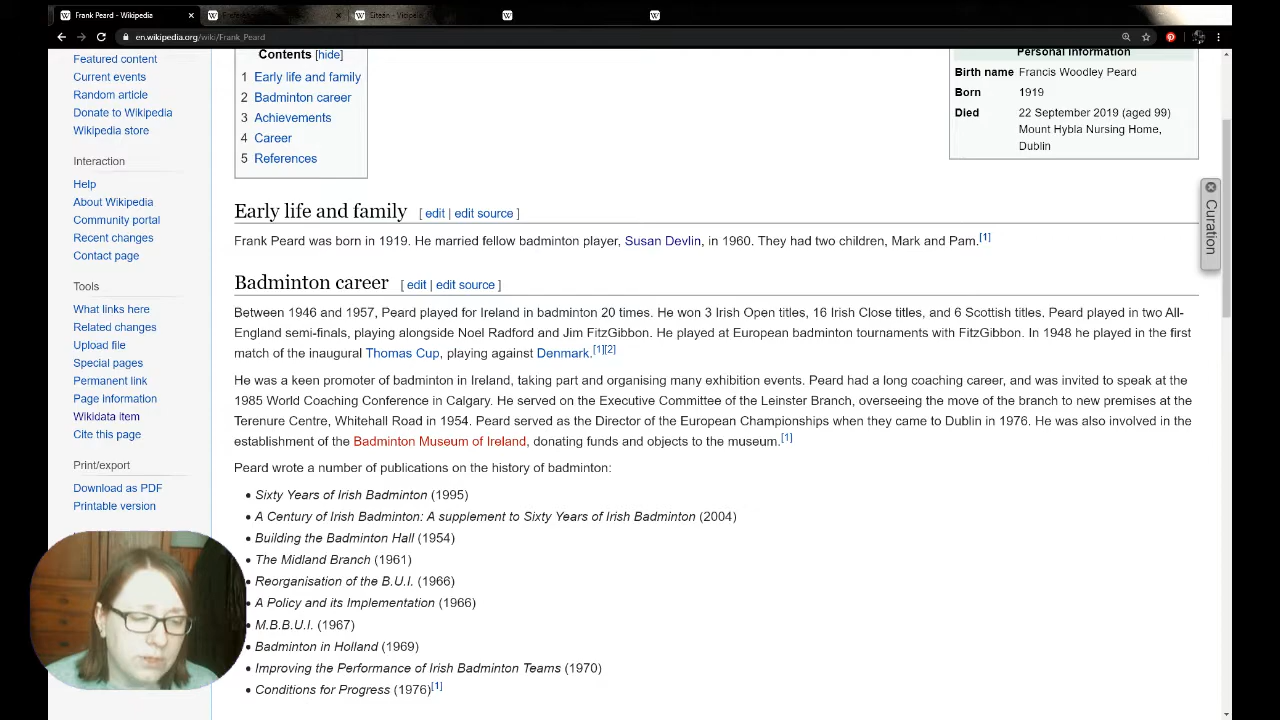 Frank Peard - Wikipedia
en.wikipedia.org/wiki/Frank_Peard
Featured content
Current events
Random article
Donate to Wikipedia
Wikipedia store
Interaction
Help
About Wikipedia
Community portal
Recent changes
Contact page
Tools
What links here
Related changes
Upload file
Special pages
Permanent link
Page information
Wikidata item
Cite this page
Print/export
Download as PDF
Printable version
Contents [hide]
1 Early life and family
2 Badminton career
3 Achievements
4 Career
5 References
Personal information
Birth name Francis Woodley Peard
Born 1919
Died 22 September 2019 (aged 99)
Mount Hybla Nursing Home,
Dublin
Curation
Early life and family [ edit | edit source ]
Frank Peard was born in 1919. He married fellow badminton player, Susan Devlin, in 1960. They had two children, Mark and Pam.[1]
Badminton career [ edit | edit source ]
Between 1946 and 1957, Peard played for Ireland in badminton 20 times. He won 3 Irish Open titles, 16 Irish Close titles, and 6 Scottish titles. Peard played in two All-
England semi-finals, playing alongside Noel Radford and Jim FitzGibbon. He played at European badminton tournaments with FitzGibbon. In 1948 he played in the first
match of the inaugural Thomas Cup, playing against Denmark.[1][2]
He was a keen promoter of badminton in Ireland, taking part and organising many exhibition events. Peard had a long coaching career, and was invited to speak at the
1985 World Coaching Conference in Calgary. He served on the Executive Committee of the Leinster Branch, overseeing the move of the branch to new premises at the
Terenure Centre, Whitehall Road in 1954. Peard served as the Director of the European Championships when they came to Dublin in 1976. He was also involved in the
establishment of the Badminton Museum of Ireland, donating funds and objects to the museum.[1]
Peard wrote a number of publications on the history of badminton:
• Sixty Years of Irish Badminton (1995)
• A Century of Irish Badminton: A supplement to Sixty Years of Irish Badminton (2004)
• Building the Badminton Hall (1954)
• The Midland Branch (1961)
• Reorganisation of the B.U.I. (1966)
• A Policy and its Implementation (1966)
• M.B.B.U.I. (1967)
• Badminton in Holland (1969)
• Improving the Performance of Irish Badminton Teams (1970)
• Conditions for Progress (1976)[1]